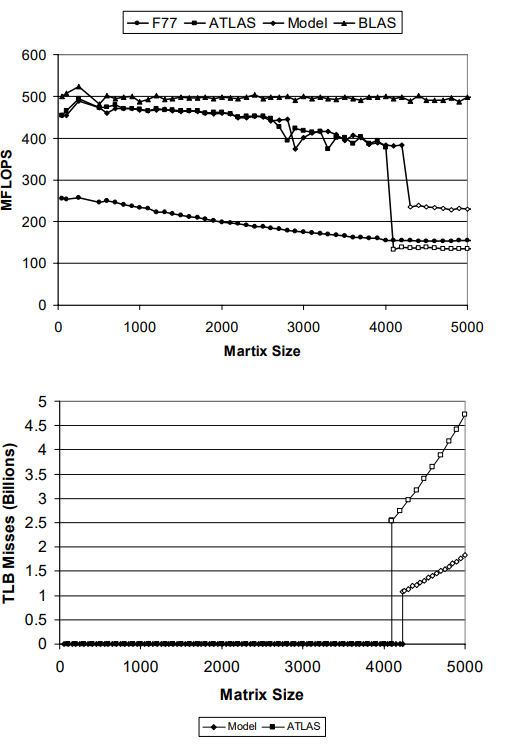 F77 ATLAS Model BLAS
600
500
400
300
200
100
0
MFLOPS
0 1000 2000 3000 4000 5000
Martix Size
5
4.5
4
3.5
3
2.5
2
1.5
1
0.5
0
TLB Misses (Billions)
0 1000 2000 3000 4000 5000
Matrix Size
Model ATLAS